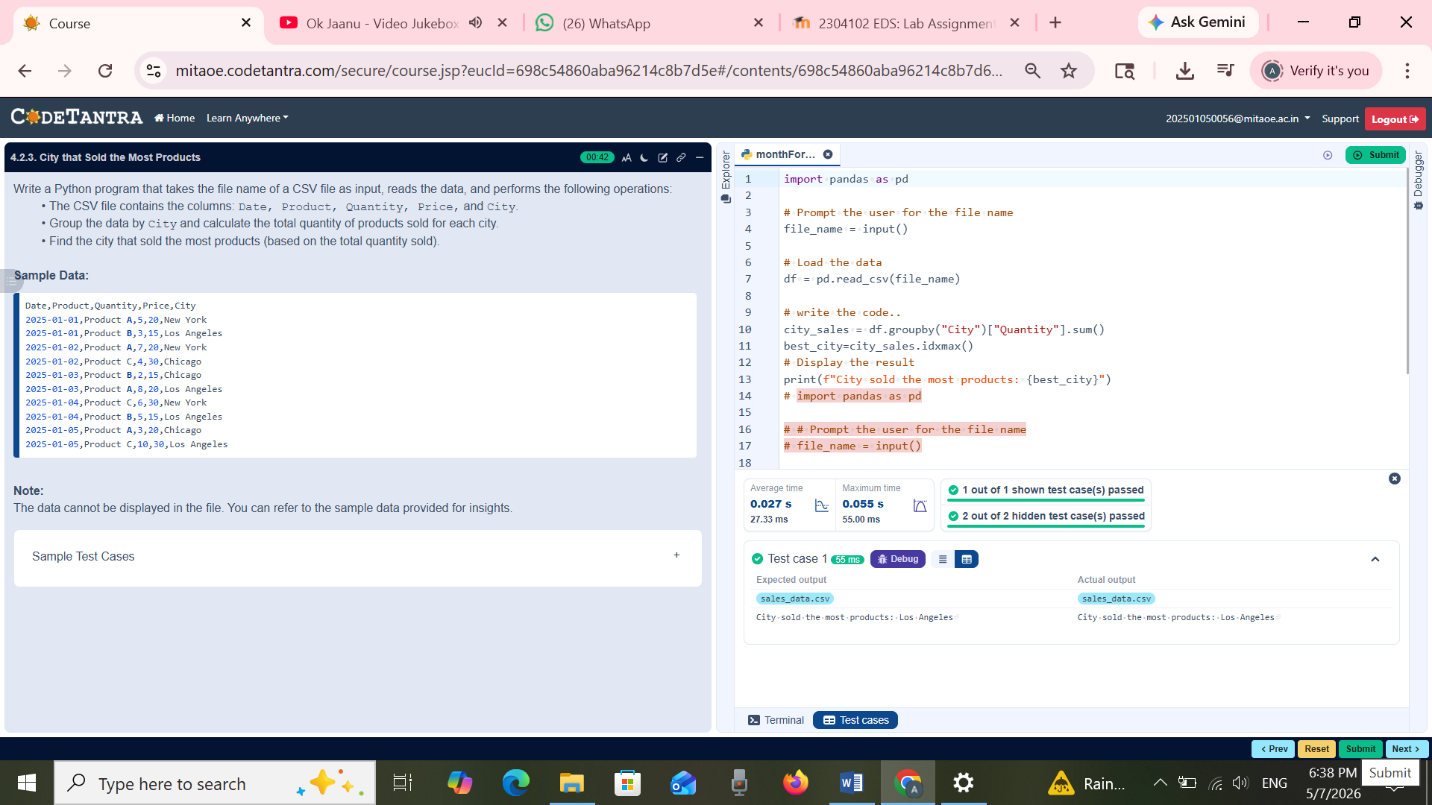 Course
Ok Jaanu - Video Jukebox
(26) WhatsApp
2304102 EDS: Lab Assignment
Ask Gemini
mitaoe.codetantra.com/secure/course.jsp?eucId=698c54860aba96214c8b7d5e#/contents/698c54860aba96214c8b7d6...
A
Verify it's you
CODETANTRA
Home
Learn Anywhere
202501050056@mitaoe.ac.in
Support
Logout
4.2.3. City that Sold the Most Products
00:42
AA
Write a Python program that takes the file name of a CSV file as input, reads the data, and performs the following operations:
• The CSV file contains the columns: Date, Product, Quantity, Price, and City.
• Group the data by City and calculate the total quantity of products sold for each city.
• Find the city that sold the most products (based on the total quantity sold).
Sample Data:
Date,Product,Quantity,Price,City
2025-01-01,Product A,5,20,New York
2025-01-01,Product B,3,15,Los Angeles
2025-01-02,Product A,7,20,New York
2025-01-02,Product C,4,30,Chicago
2025-01-03,Product B,2,15,Chicago
2025-01-03,Product A,8,20,Los Angeles
2025-01-04,Product C,6,30,New York
2025-01-04,Product B,5,15,Los Angeles
2025-01-05,Product A,3,20,Chicago
2025-01-05,Product C,10,30,Los Angeles
Note:
The data cannot be displayed in the file. You can refer to the sample data provided for insights.
Sample Test Cases
+
Explorer
monthFor...
Submit
Debugger
1 import pandas as pd
2
3 # Prompt the user for the file name
4 file_name = input()
5
6 # Load the data
7 df = pd.read_csv(file_name)
8
9 # write the code..
10 city_sales = df.groupby("City")["Quantity"].sum()
11 best_city=city_sales.idxmax()
12 # Display the result
13 print(f"City sold the most products: {best_city}")
14 # import pandas as pd
15
16 # # Prompt the user for the file name
17 # file_name = input()
18
Average time
0.027 s
27.33 ms
Maximum time
0.055 s
55.00 ms
1 out of 1 shown test case(s) passed
2 out of 2 hidden test case(s) passed
Test case 1
55 ms
Debug
Expected output
Actual output
sales_data.csv
sales_data.csv
City·sold·the·most·products:·Los·Angeles
City·sold·the·most·products:·Los·Angeles
Terminal
Test cases
Prev
Reset
Submit
Next
Submit
Type here to search
Rain...
ENG
6:38 PM
5/7/2026